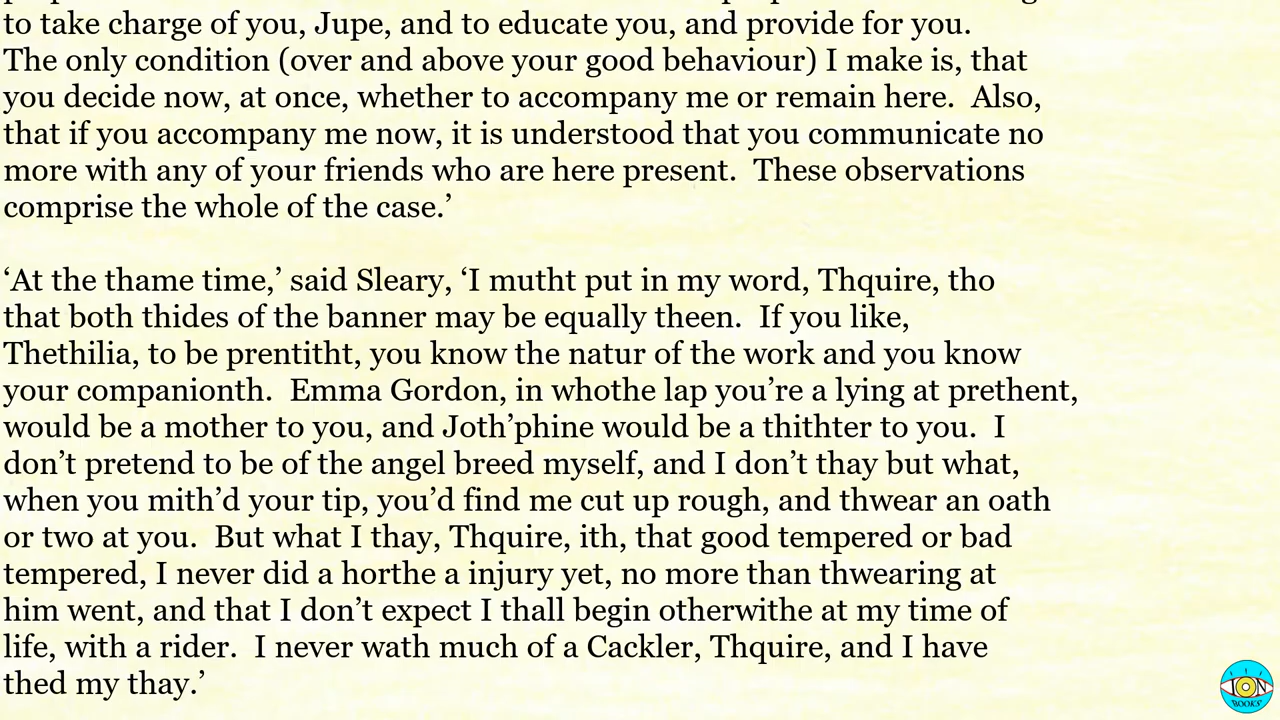 to take charge of you, Jupe, and to educate you, and provide for you.
The only condition (over and above your good behaviour) I make is, that
you decide now, at once, whether to accompany me or remain here.  Also,
that if you accompany me now, it is understood that you communicate no
more with any of your friends who are here present.  These observations
comprise the whole of the case.’
‘At the thame time,’ said Sleary, ‘I mutht put in my word, Thquire, tho
that both thides of the banner may be equally theen.  If you like,
Thethilia, to be prentitht, you know the natur of the work and you know
your companionth.  Emma Gordon, in whothe lap you’re a lying at prethent,
would be a mother to you, and Joth’phine would be a thithter to you.  I
don’t pretend to be of the angel breed myself, and I don’t thay but what,
when you mith’d your tip, you’d find me cut up rough, and thwear an oath
or two at you.  But what I thay, Thquire, ith, that good tempered or bad
tempered, I never did a horthe a injury yet, no more than thwearing at
him went, and that I don’t expect I thall begin otherwithe at my time of
life, with a rider.  I never wath much of a Cackler, Thquire, and I have
thed my thay.’
ION
BOOKS